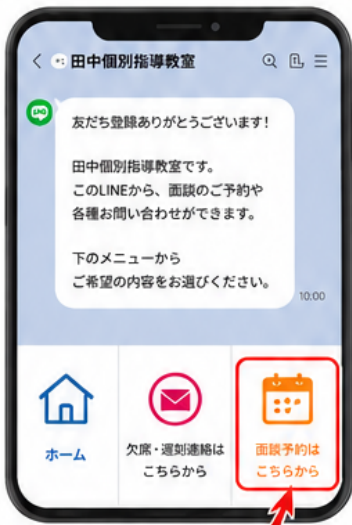 田中個別指導教室
友だち登録ありがとうございます!
田中個別指導教室です。
このLINEから、面談のご予約や
各種お問い合わせができます。
下のメニューから
ご希望の内容をお選びください。
10:00
ホーム
欠席・遅刻連絡は
こちらから
面談予約は
こちらから